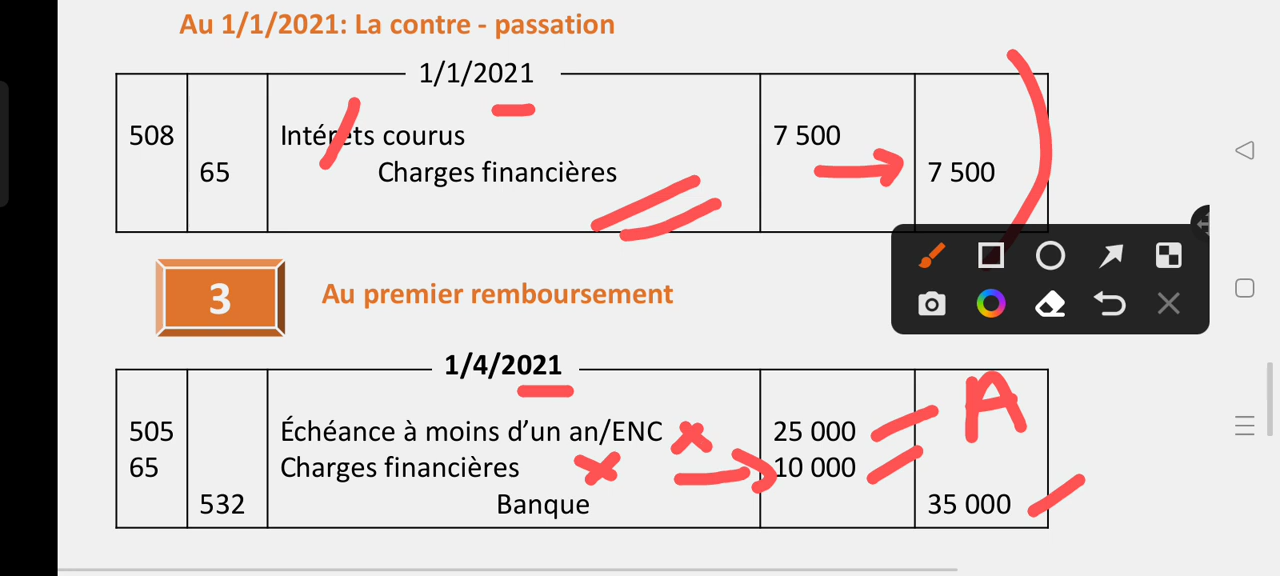 Au 1/1/2021: La contre - passation
1/1/2021
508 Intérêts courus 7 500
65 Charges financières 7 500
3 Au premier remboursement
1/4/2021
A
505 Échéance à moins d’un an/ENC 25 000
65 Charges financières 10 000
532 Banque 35 000